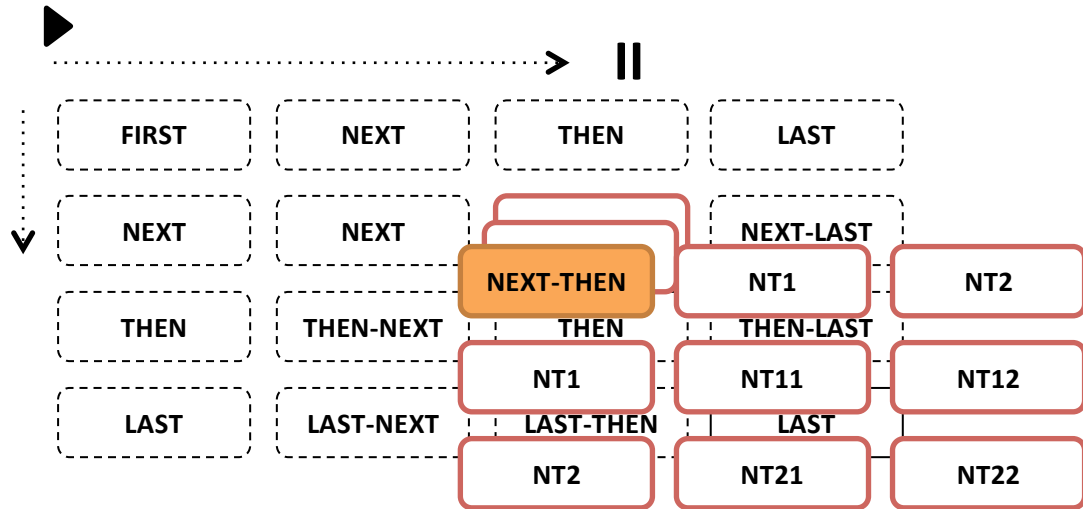 FIRST NEXT THEN LAST
NEXT NEXT NEXT-LAST
NEXT-THEN NT1 NT2
THEN THEN-NEXT THEN THEN-LAST
NT1 NT11 NT12
LAST LAST-NEXT LAST-THEN LAST
NT2 NT21 NT22